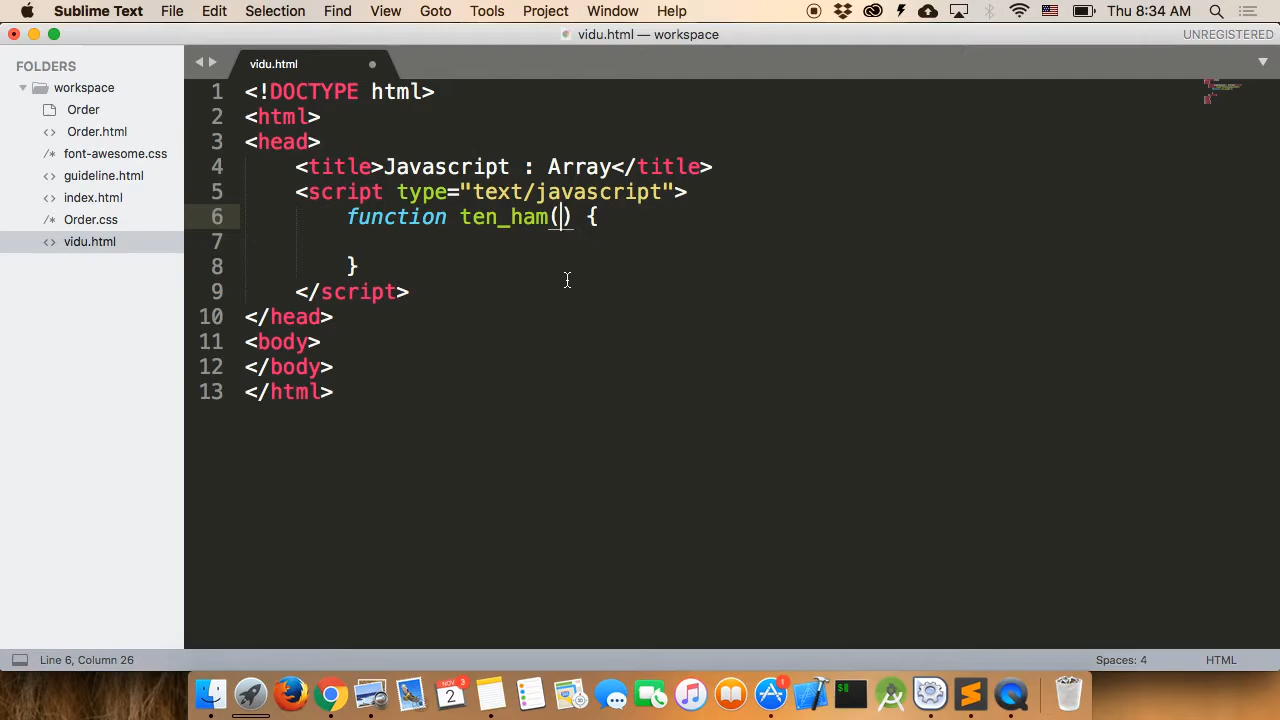 Sublime Text File Edit Selection Find View Goto Tools Project Window Help Thu 8:34 AM
vidu.html — workspace UNREGISTERED
FOLDERS
workspace
Order
Order.html
font-awesome.css
guideline.html
index.html
Order.css
vidu.html
vidu.html
1 <!DOCTYPE html>
2 <html>
3 <head>
4 <title>Javascript : Array</title>
5 <script type="text/javascript">
6 function ten_ham() {
7
8 }
9 </script>
10 </head>
11 <body>
12 </body>
13 </html>
Line 6, Column 26 Spaces: 4 HTML
NOV 3
2
1
$